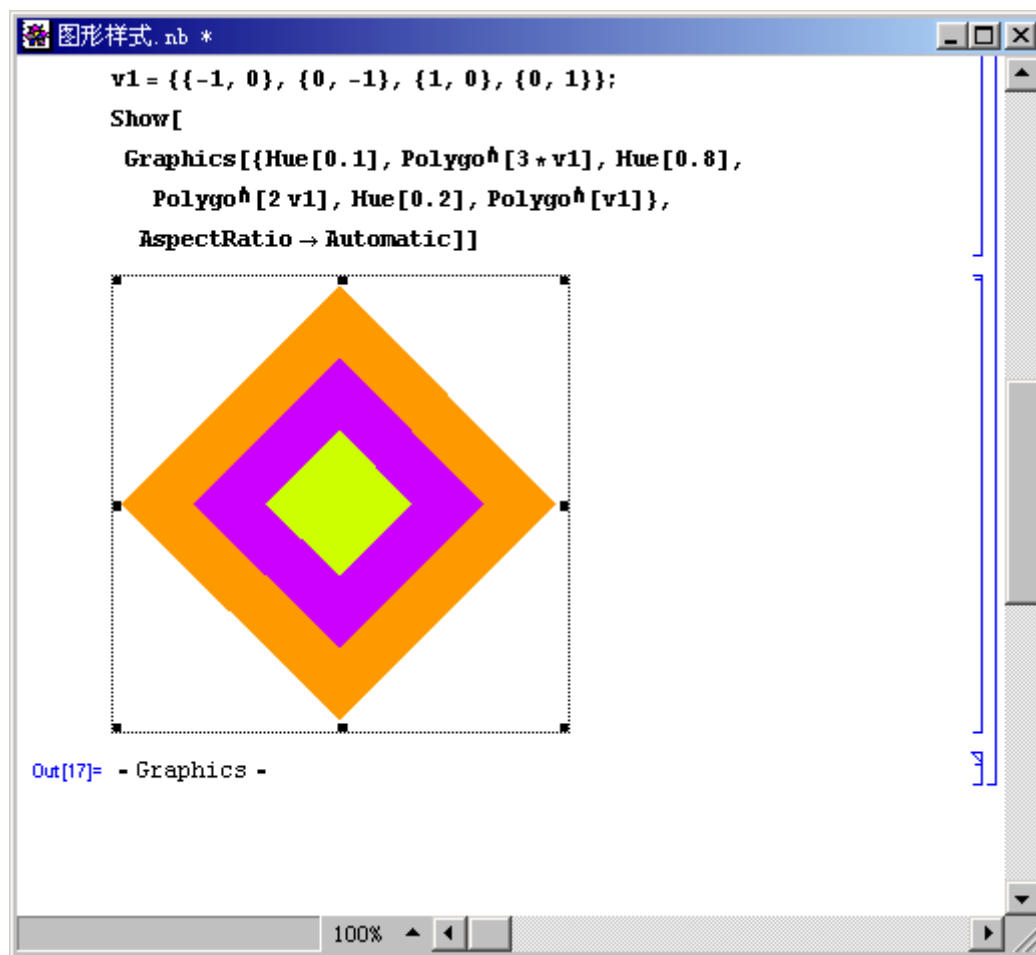 图形样式.nb *
v1 = {{-1, 0}, {0, -1}, {1, 0}, {0, 1}};
Show[
Graphics[{Hue[0.1], Polygon[3 * v1], Hue[0.8],
Polygon[2 v1], Hue[0.2], Polygon[v1]},
AspectRatio → Automatic]]
Out[17]= - Graphics -
100%